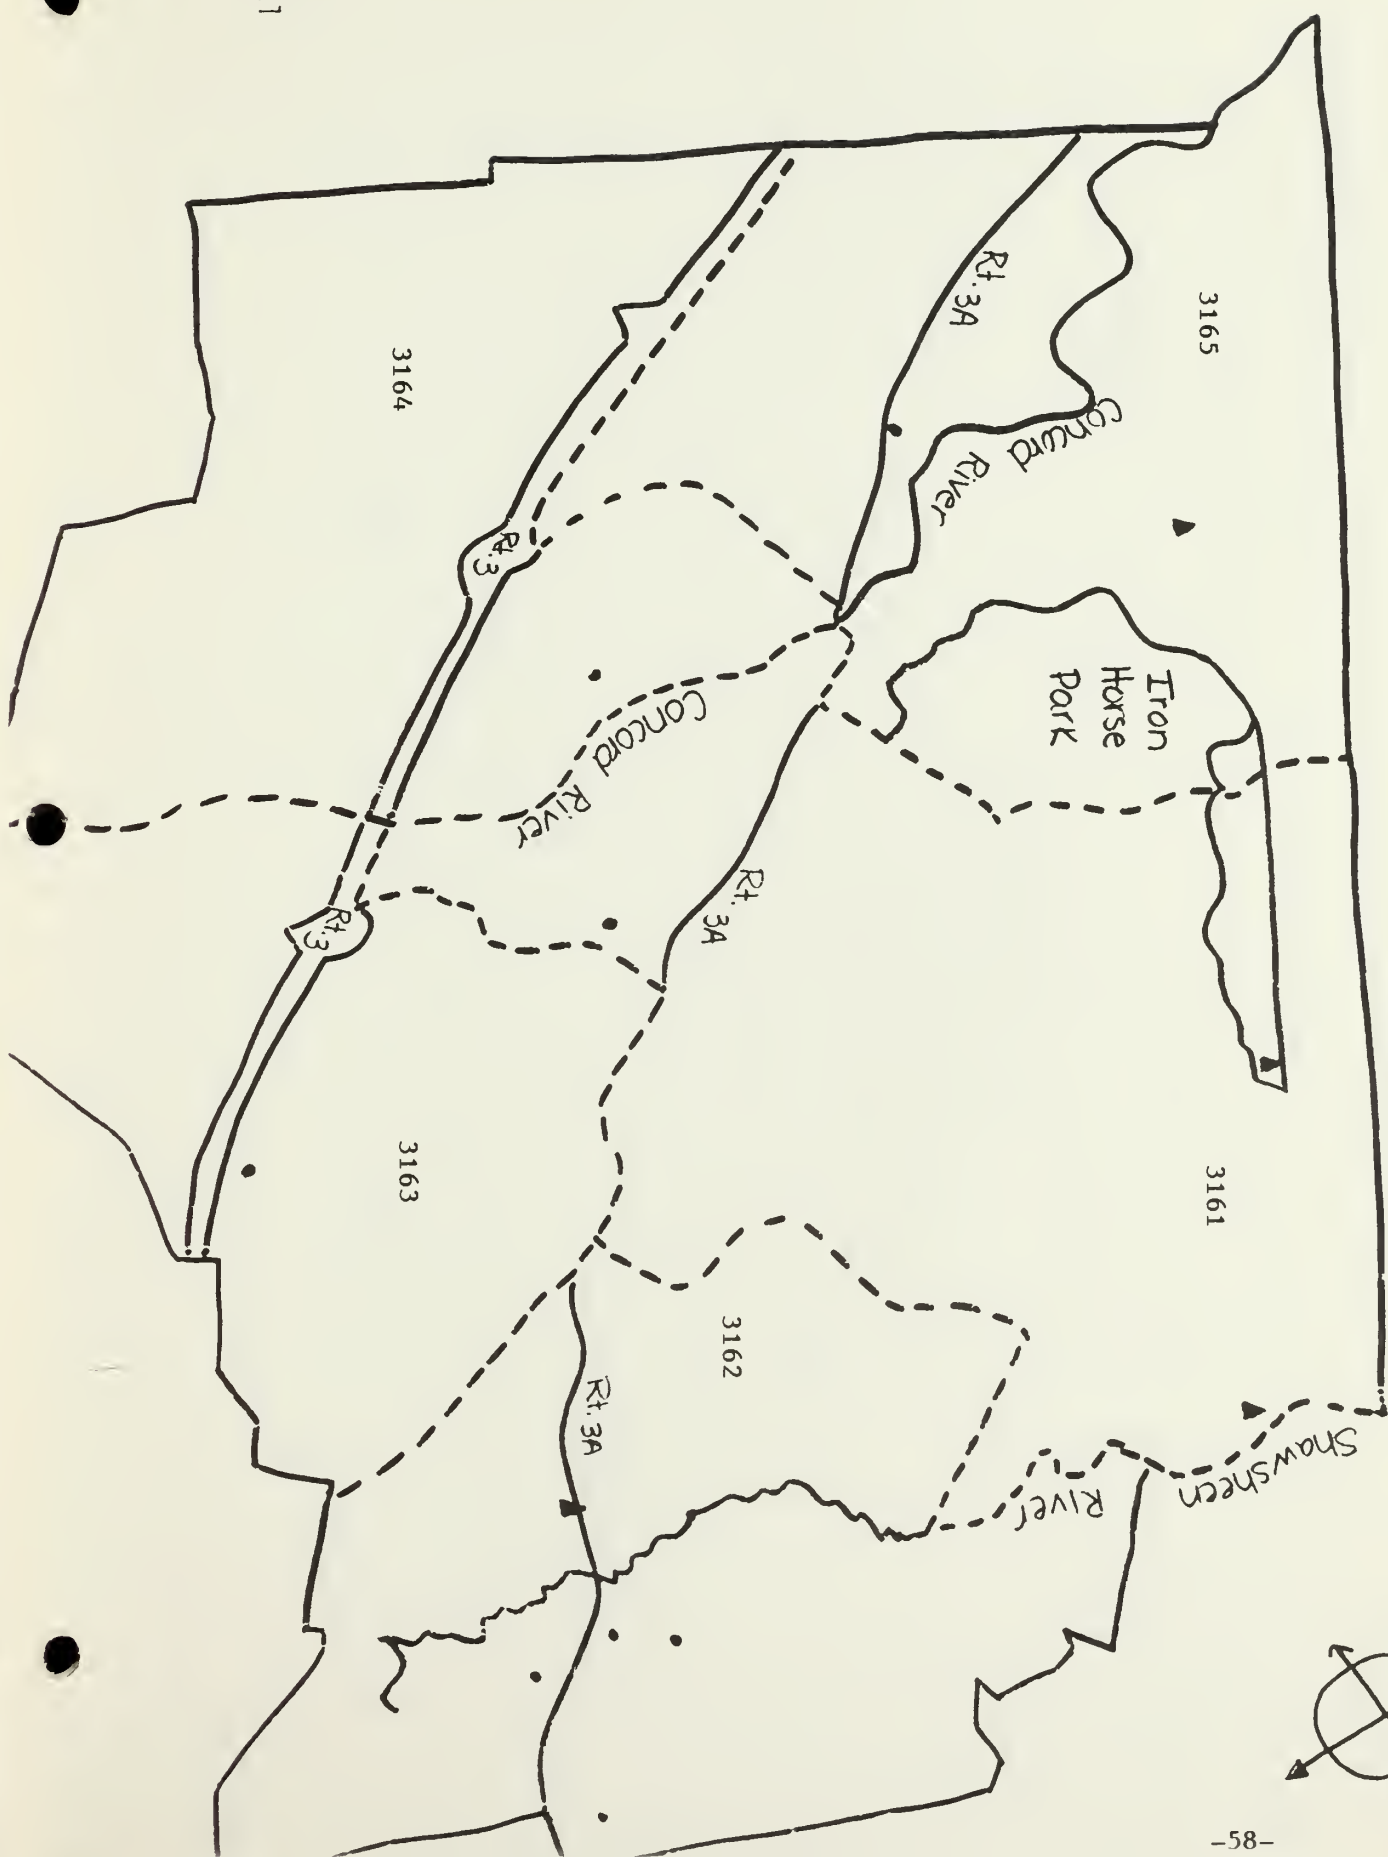 3165
Rt. 3A
Concord
River
3164
Rt. 3
Iron
Horse
Park
Concord
River
Rt.
3A
Rt. 3
3161
3163
3162
Rt. 3A
Shawsheen
River
-58-